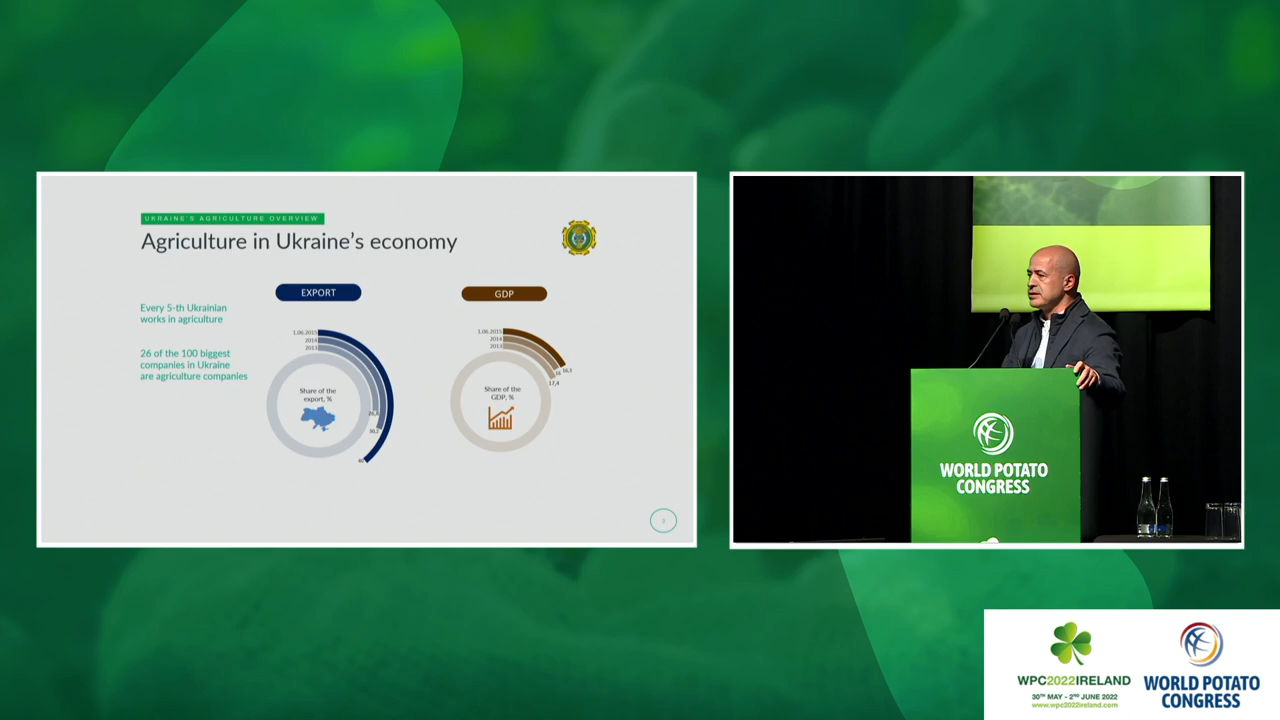 UKRAINE'S AGRICULTURE OVERVIEW
Agriculture in Ukraine's economy
EXPORT
GDP
Every 5-th Ukrainian
works in agriculture
26 of the 100 biggest
companies in Ukraine
are agriculture companies
1.06.2015
2014
2013
Share of the
export, %
40
1.06.2015
2014
2013
Share of the
GDP, %
16,3
17,4
WORLD POTATO
CONGRESS
WPC2022IRELAND
30TH MAY - 2ND JUNE 2022
www.wpc2022ireland.com
WORLD POTATO
CONGRESS